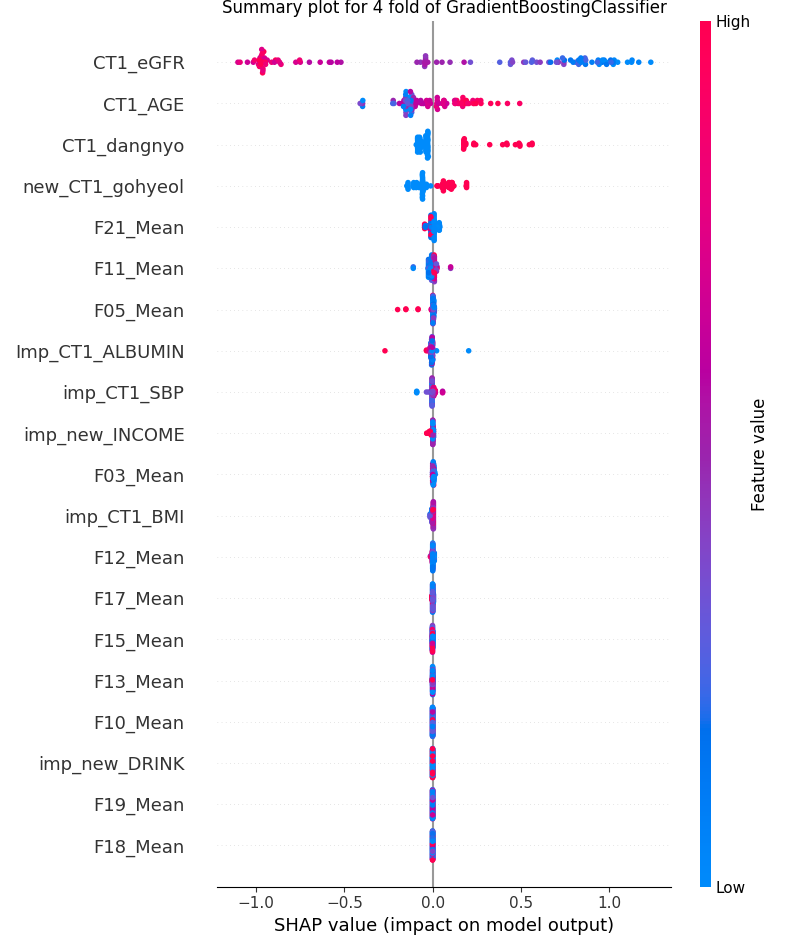 Summary plot for 4 fold of GradientBoostingClassifier
High
CT1_eGFR
CT1_AGE
CT1_dangnyo
new_CT1_gohyeol
F21_Mean
F11_Mean
F05_Mean
Imp_CT1_ALBUMIN
imp_CT1_SBP
imp_new_INCOME
F03_Mean
imp_CT1_BMI
F12_Mean
F17_Mean
F15_Mean
F13_Mean
F10_Mean
imp_new_DRINK
F19_Mean
F18_Mean
Feature value
Low
−1.0 −0.5 0.0 0.5 1.0
SHAP value (impact on model output)